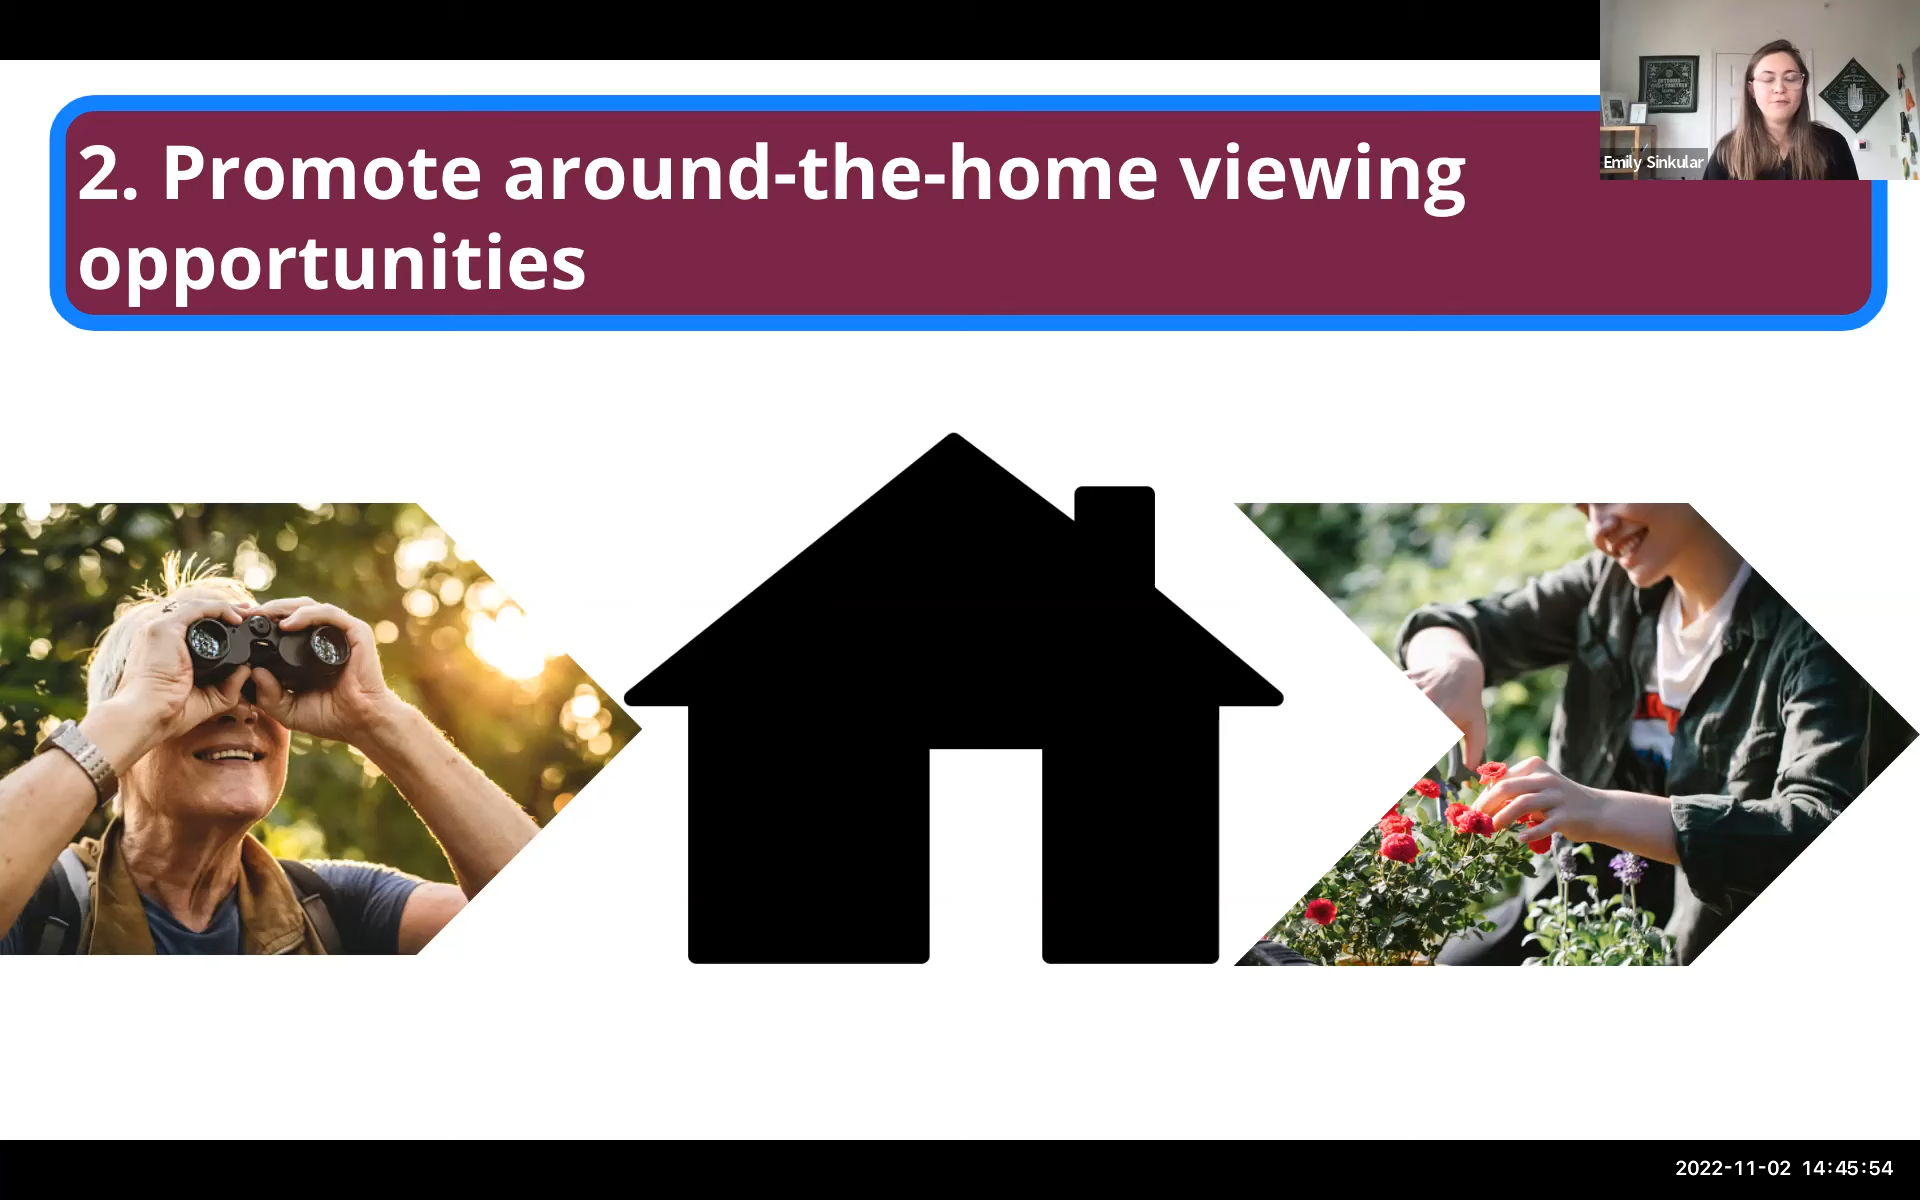 2. Promote around-the-home viewing
opportunities
Emily Sinkular
2022-11-02 14:45:54